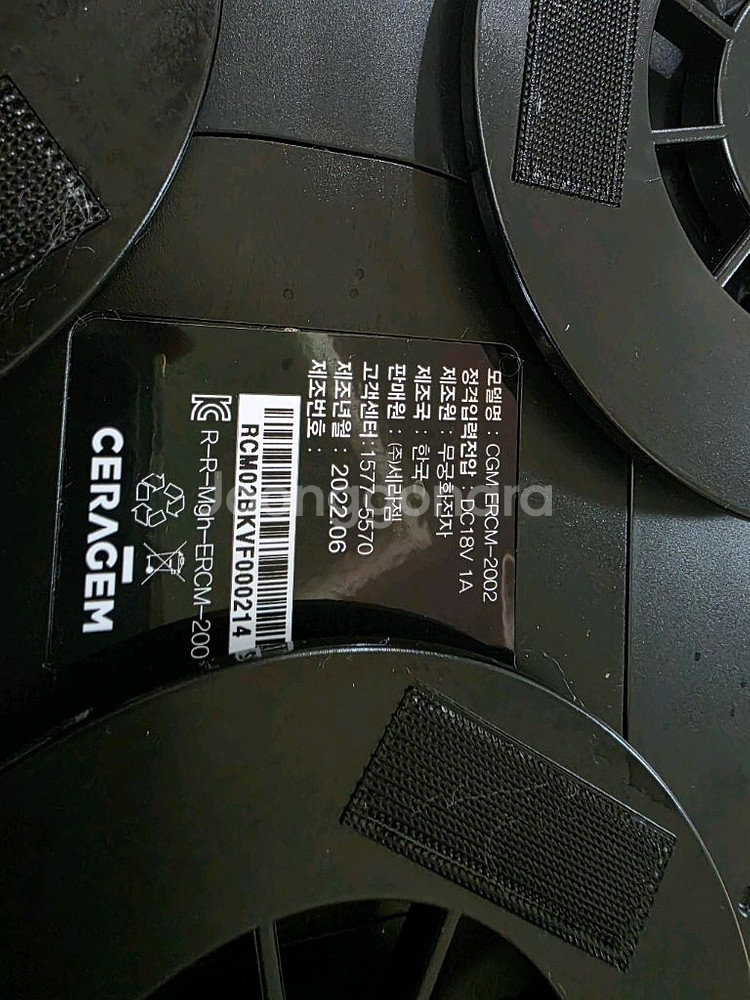 모델명 : CGM ERCM-2002
정격입력전압 : DC18V 1A
제조원 : 무궁화전자
제조국 : 한국
판매원 : (주)세라젬
고객센터 : 1577-5570
제조년월 : 2022.06
제조번호 :
RCM02BKVF000214
R-R-Mgh-ERCM-200
CERAGEM
Joonggonara